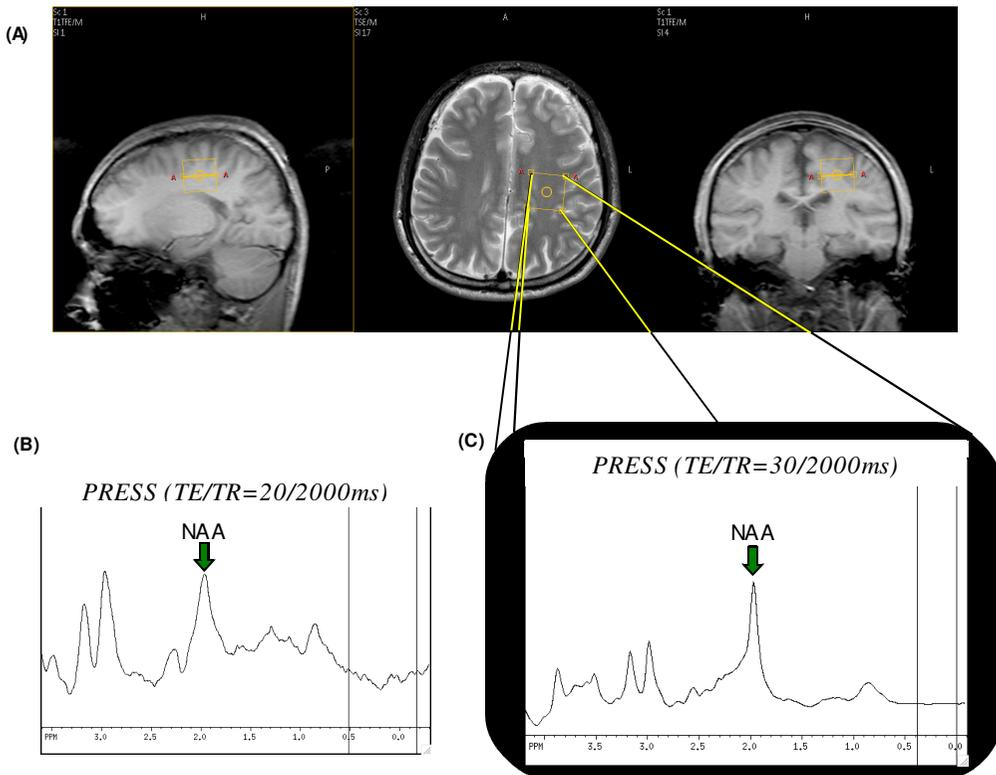 (A)
Sc 1
T1TFE/M
Sl 1
H
P
A
A
Sc 3
TSE/M
Sl 17
A
L
A
A
Sc 1
T1TFE/M
Sl 4
H
L
A
A
(B)
PRESS (TE/TR=20/2000ms)
NAA
PPM 3.0 2.5 2.0 1.5 1.0 0.5 0.0
(C)
PRESS (TE/TR=30/2000ms)
NAA
PPM 3.5 3.0 2.5 2.0 1.5 1.0 0.5 0.0